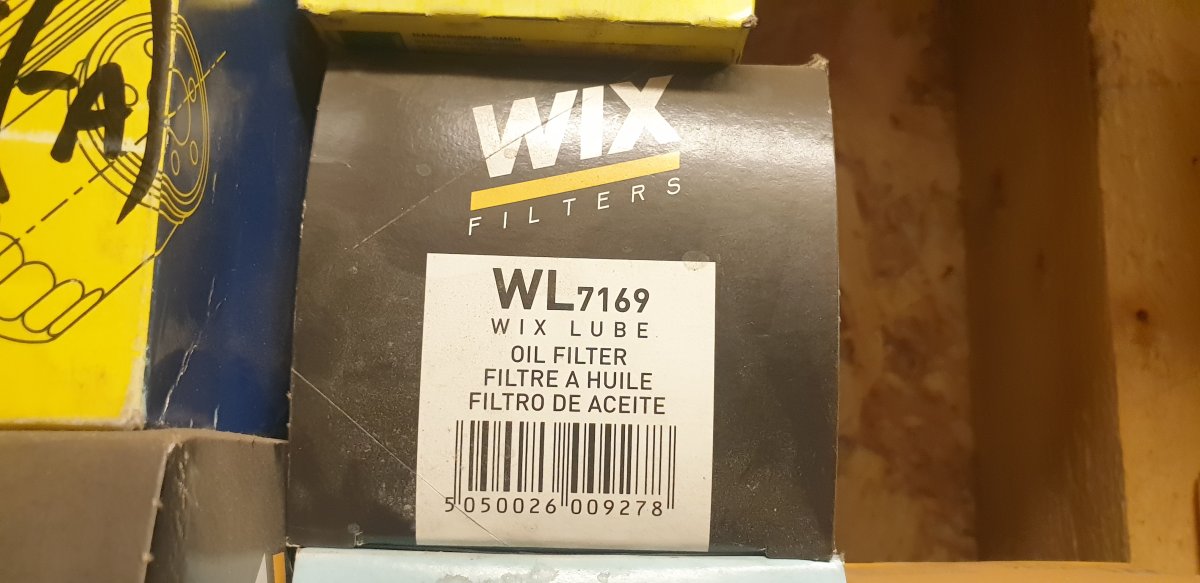 WIX
FILTERS
WL7169
WIX LUBE
OIL FILTER
FILTRE A HUILE
FILTRO DE ACEITE
5 050026 009278